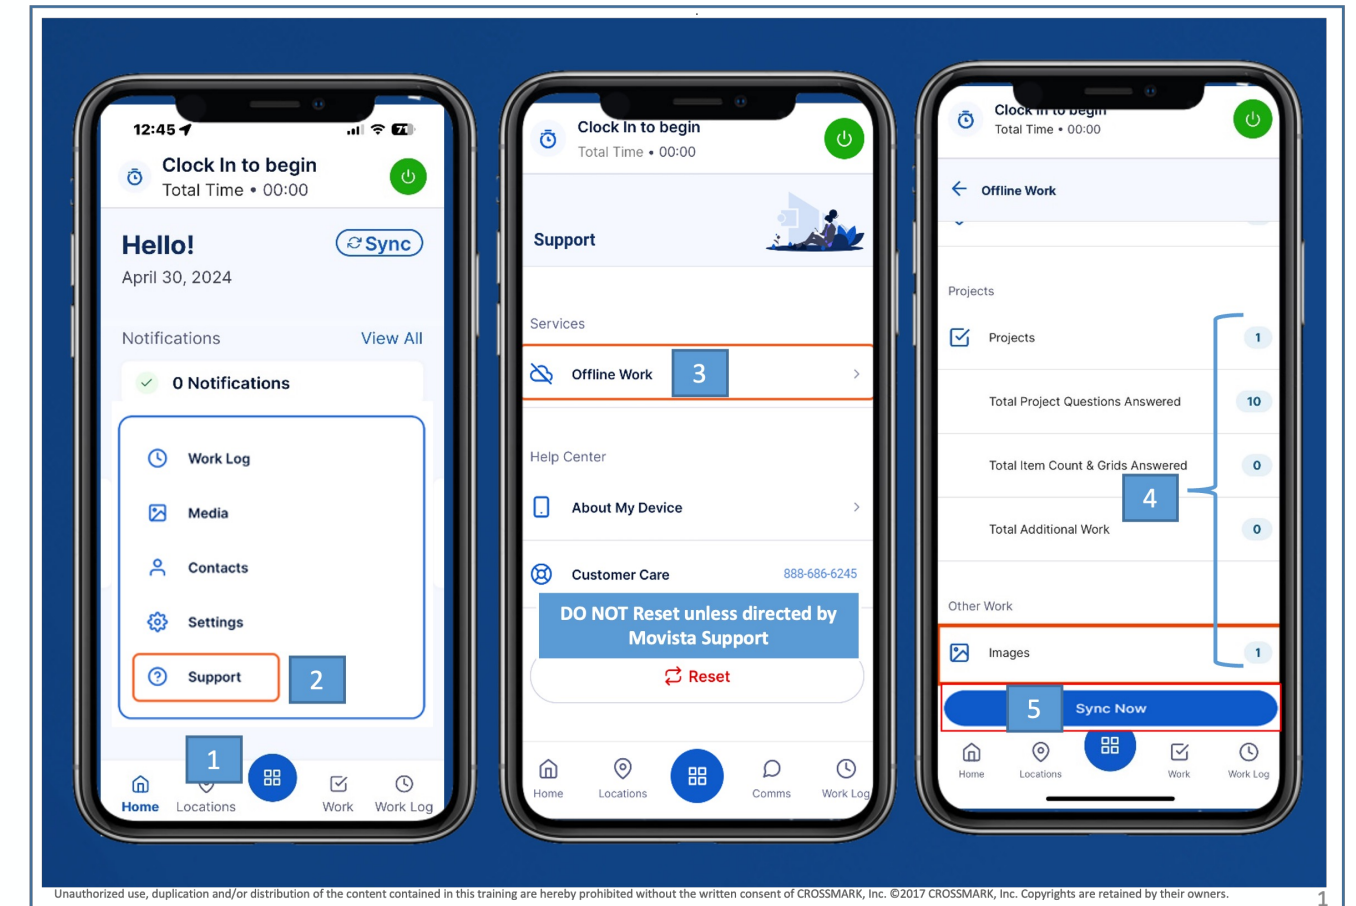 12:45
71
Clock In to begin
Total Time • 00:00
Hello!
Sync
April 30, 2024
Notifications
View All
0 Notifications
Work Log
Media
Contacts
Settings
Support
2
1
Home
Locations
Work
Work Log
Clock In to begin
Total Time • 00:00
Support
Services
Offline Work
3
Help Center
About My Device
Customer Care
888-686-6245
DO NOT Reset unless directed by
Movista Support
Reset
Home
Locations
Comms
Work Log
Clock In to begin
Total Time • 00:00
Offline Work
Projects
Projects
1
Total Project Questions Answered
10
Total Item Count & Grids Answered
0
4
Total Additional Work
0
Other Work
Images
1
5
Sync Now
Home
Locations
Work
Work Log
Unauthorized use, duplication and/or distribution of the content contained in this training are hereby prohibited without the written consent of CROSSMARK, Inc. ©2017 CROSSMARK, Inc. Copyrights are retained by their owners.
1